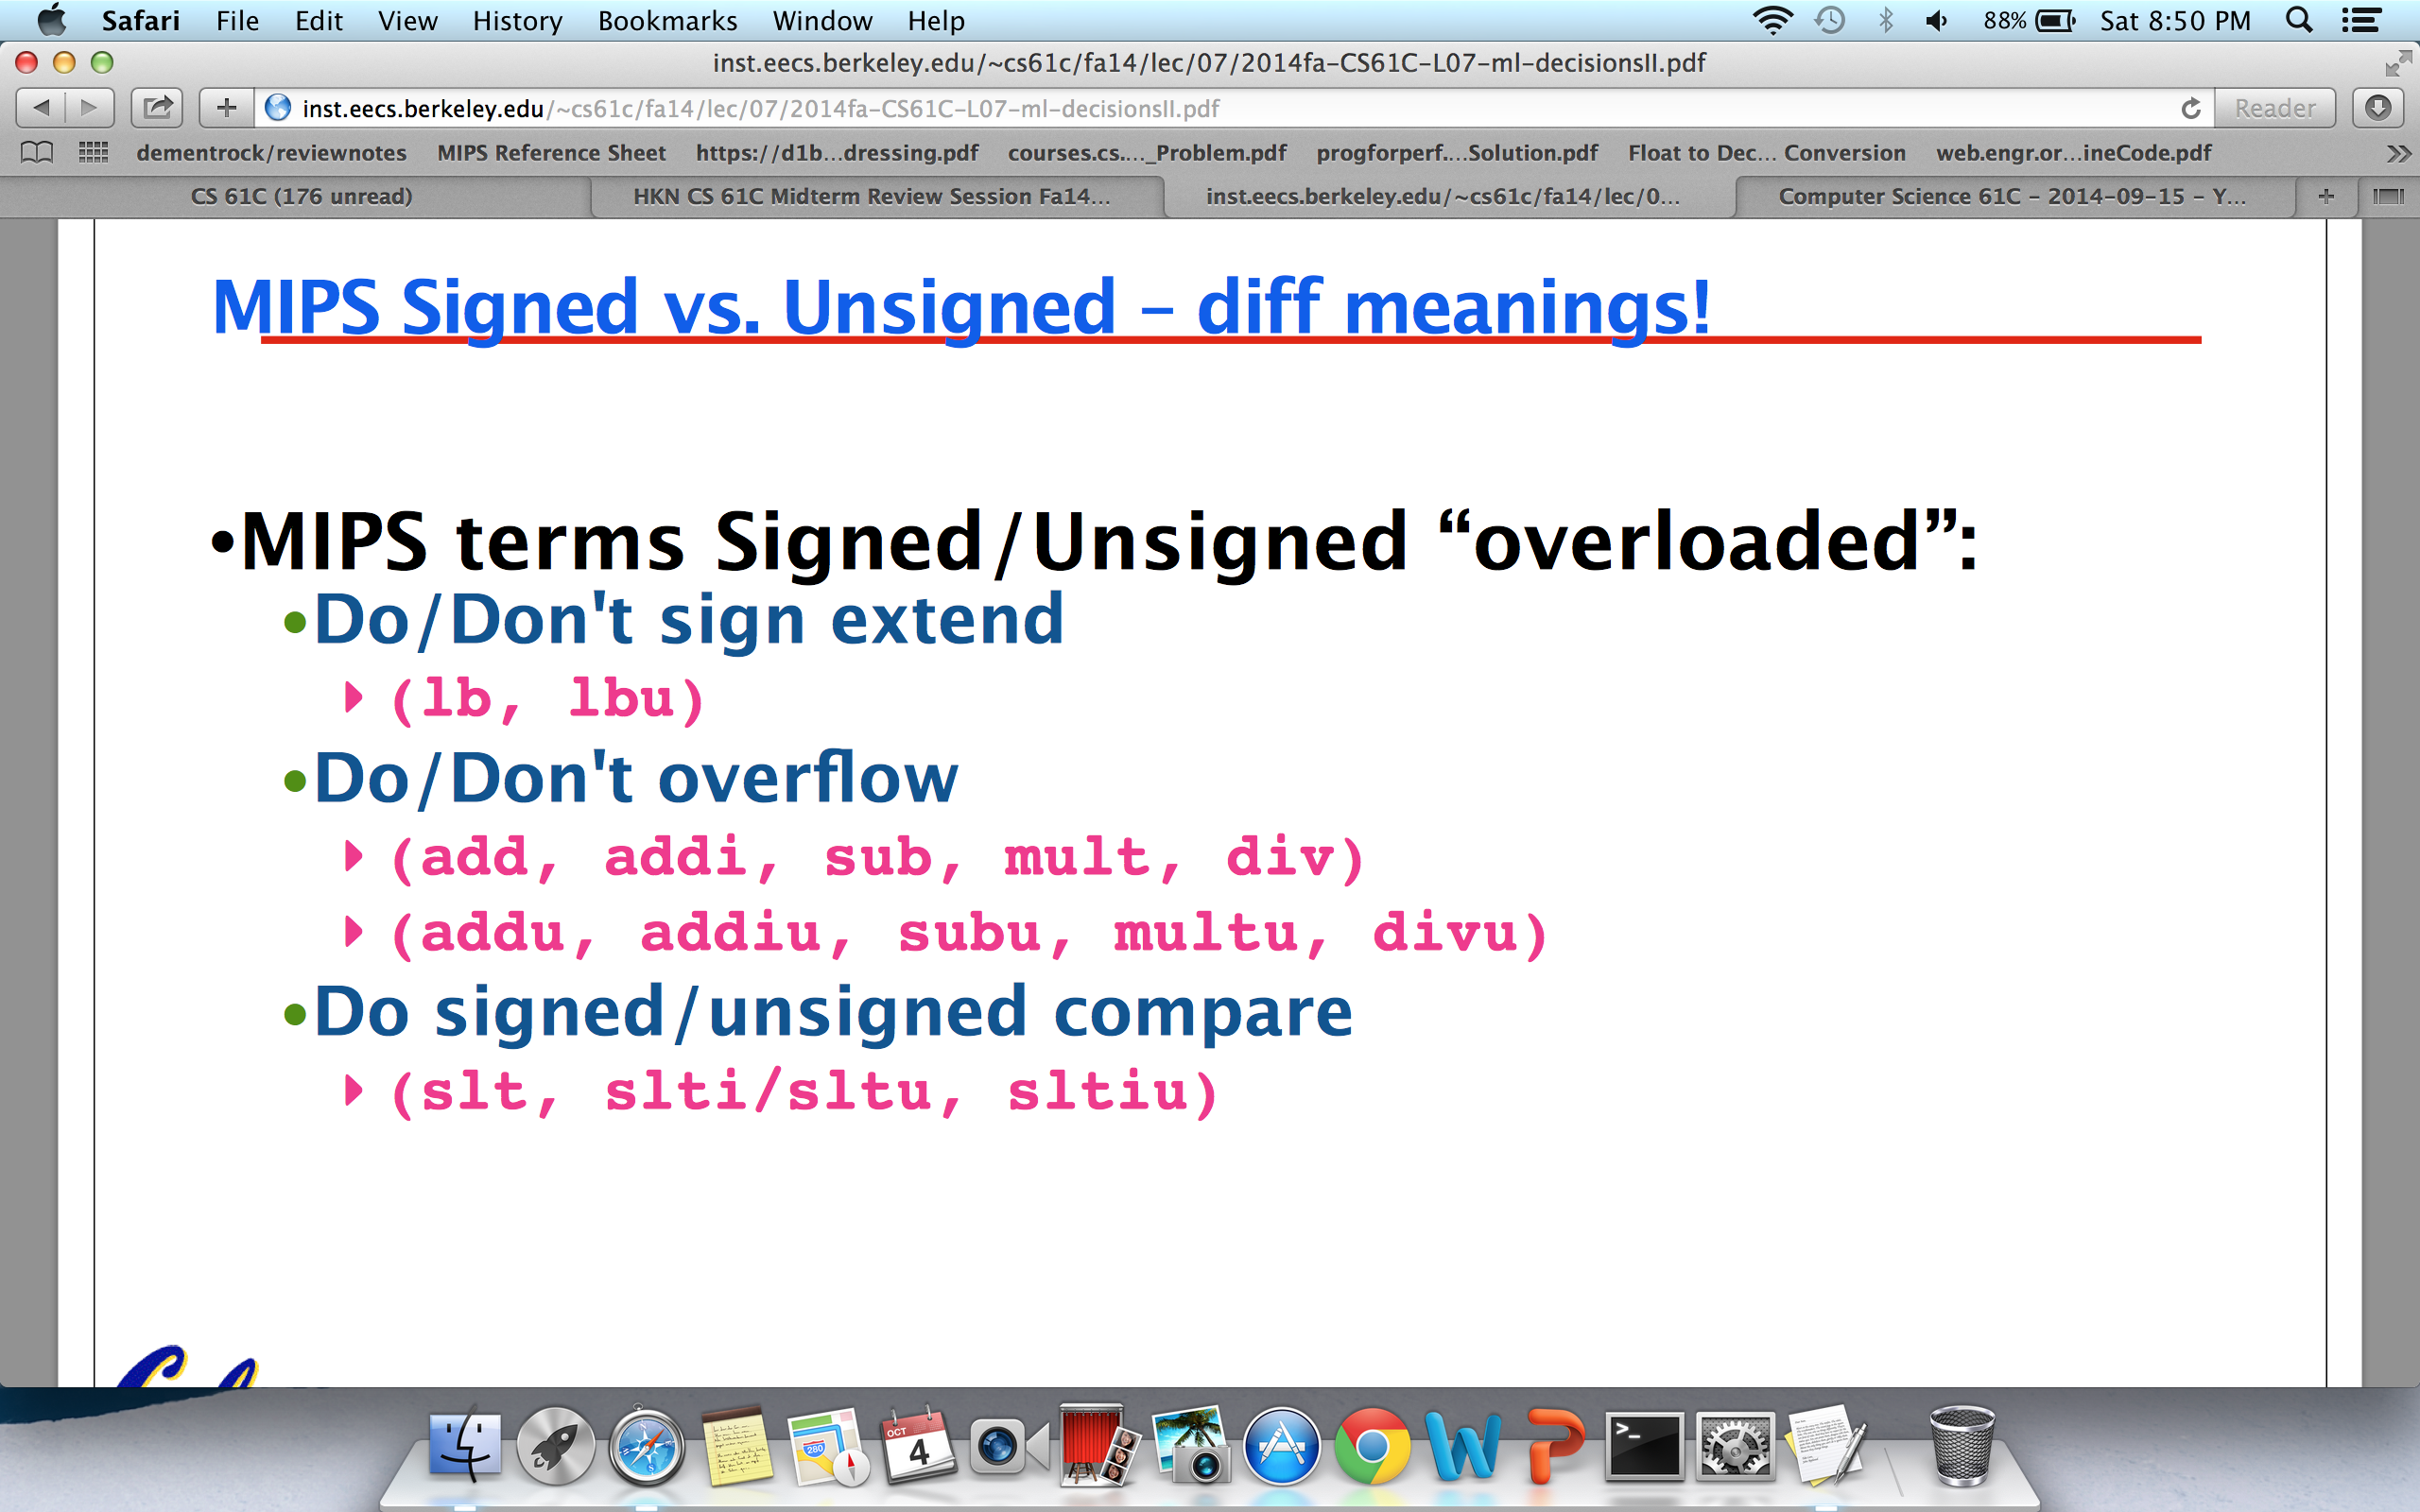 Safari File Edit View History Bookmarks Window Help 88% Sat 8:50 PM
inst.eecs.berkeley.edu/~cs61c/fa14/lec/07/2014fa-CS61C-L07-ml-decisionsII.pdf
inst.eecs.berkeley.edu/~cs61c/fa14/lec/07/2014fa-CS61C-L07-ml-decisionsII.pdf Reader
dementrock/reviewnotes MIPS Reference Sheet https://d1b...dressing.pdf courses.cs...._Problem.pdf progforperf....Solution.pdf Float to Dec... Conversion web.engr.or...ineCode.pdf
CS 61C (176 unread) HKN CS 61C Midterm Review Session Fa14... inst.eecs.berkeley.edu/~cs61c/fa14/lec/0... Computer Science 61C – 2014-09-15 – Y...
MIPS Signed vs. Unsigned – diff meanings!
•MIPS terms Signed/Unsigned “overloaded”:
•Do/Don't sign extend
(lb, lbu)
•Do/Don't overflow
(add, addi, sub, mult, div)
(addu, addiu, subu, multu, divu)
•Do signed/unsigned compare
(slt, slti/sltu, sltiu)
OCT
4
280